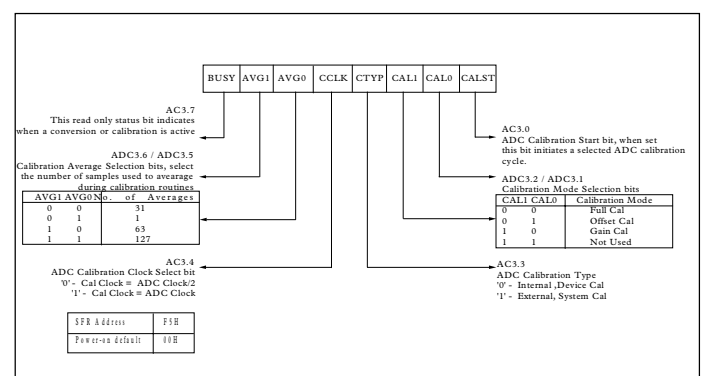 BUSY AVG1 AVG0 CCLK CTYP CAL1 CAL0 CALST
AC3.7
This read only status bit indicates
when a conversion or calibration is active
ADC3.6 / ADC3.5
Calibration Average Selection bits, select
the number of samples used to avearage
during calibration routines
AVG1 AVG0 No. of Averages
0 0 31
0 1 1
1 0 63
1 1 127
AC3.4
ADC Calibration Clock Select bit
'0' - Cal Clock = ADC Clock/2
'1' - Cal Clock = ADC Clock
SFR Address F5H
Power-on default 00H
AC3.0
ADC Calibration Start bit, when set
this bit initiates a selected ADC calibration
cycle.
ADC3.2 / ADC3.1
Calibration Mode Selection bits
CAL1 CAL0 Calibration Mode
0 0 Full Cal
0 1 Offset Cal
1 0 Gain Cal
1 1 Not Used
AC3.3
ADC Calibration Type
'0' - Internal ,Device Cal
'1' - External, System Cal